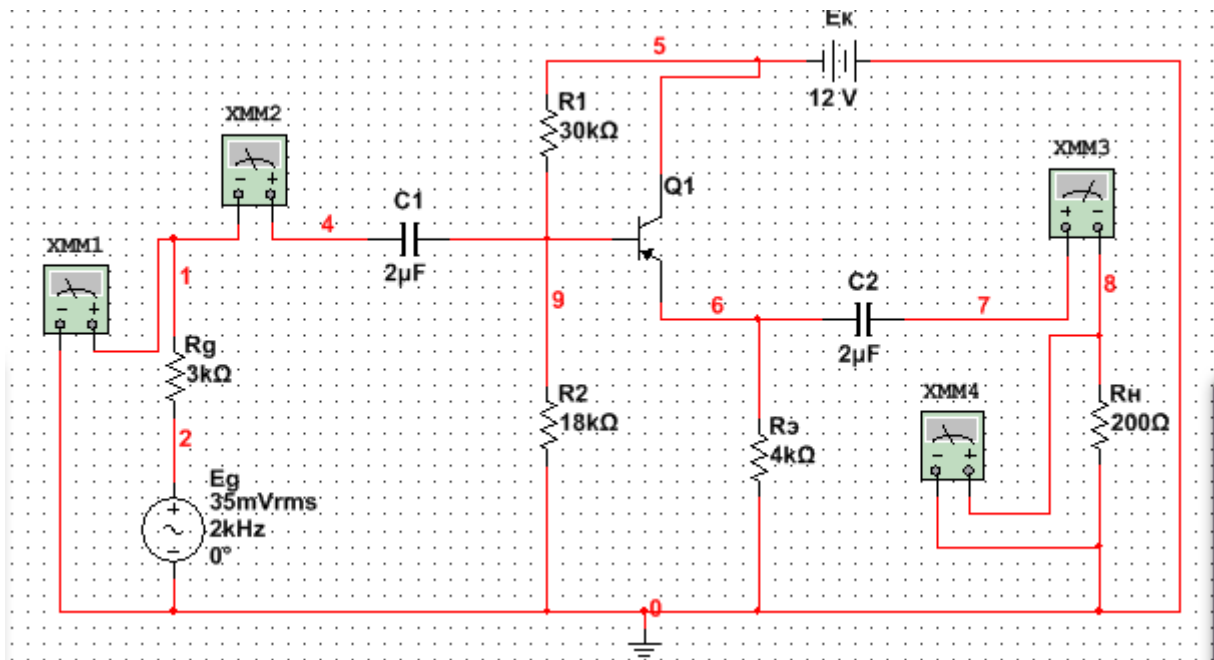 Ек
12 V
5
R1
30kΩ
XMM2
- +
XMM3
+ -
Q1
C1
2µF
4
XMM1
- +
1
9
6
C2
2µF
7
8
Rg
3kΩ
2
R2
18kΩ
Rэ
4kΩ
XMM4
- +
Rн
200Ω
Eg
35mVrms
2kHz
0°
+
-
0